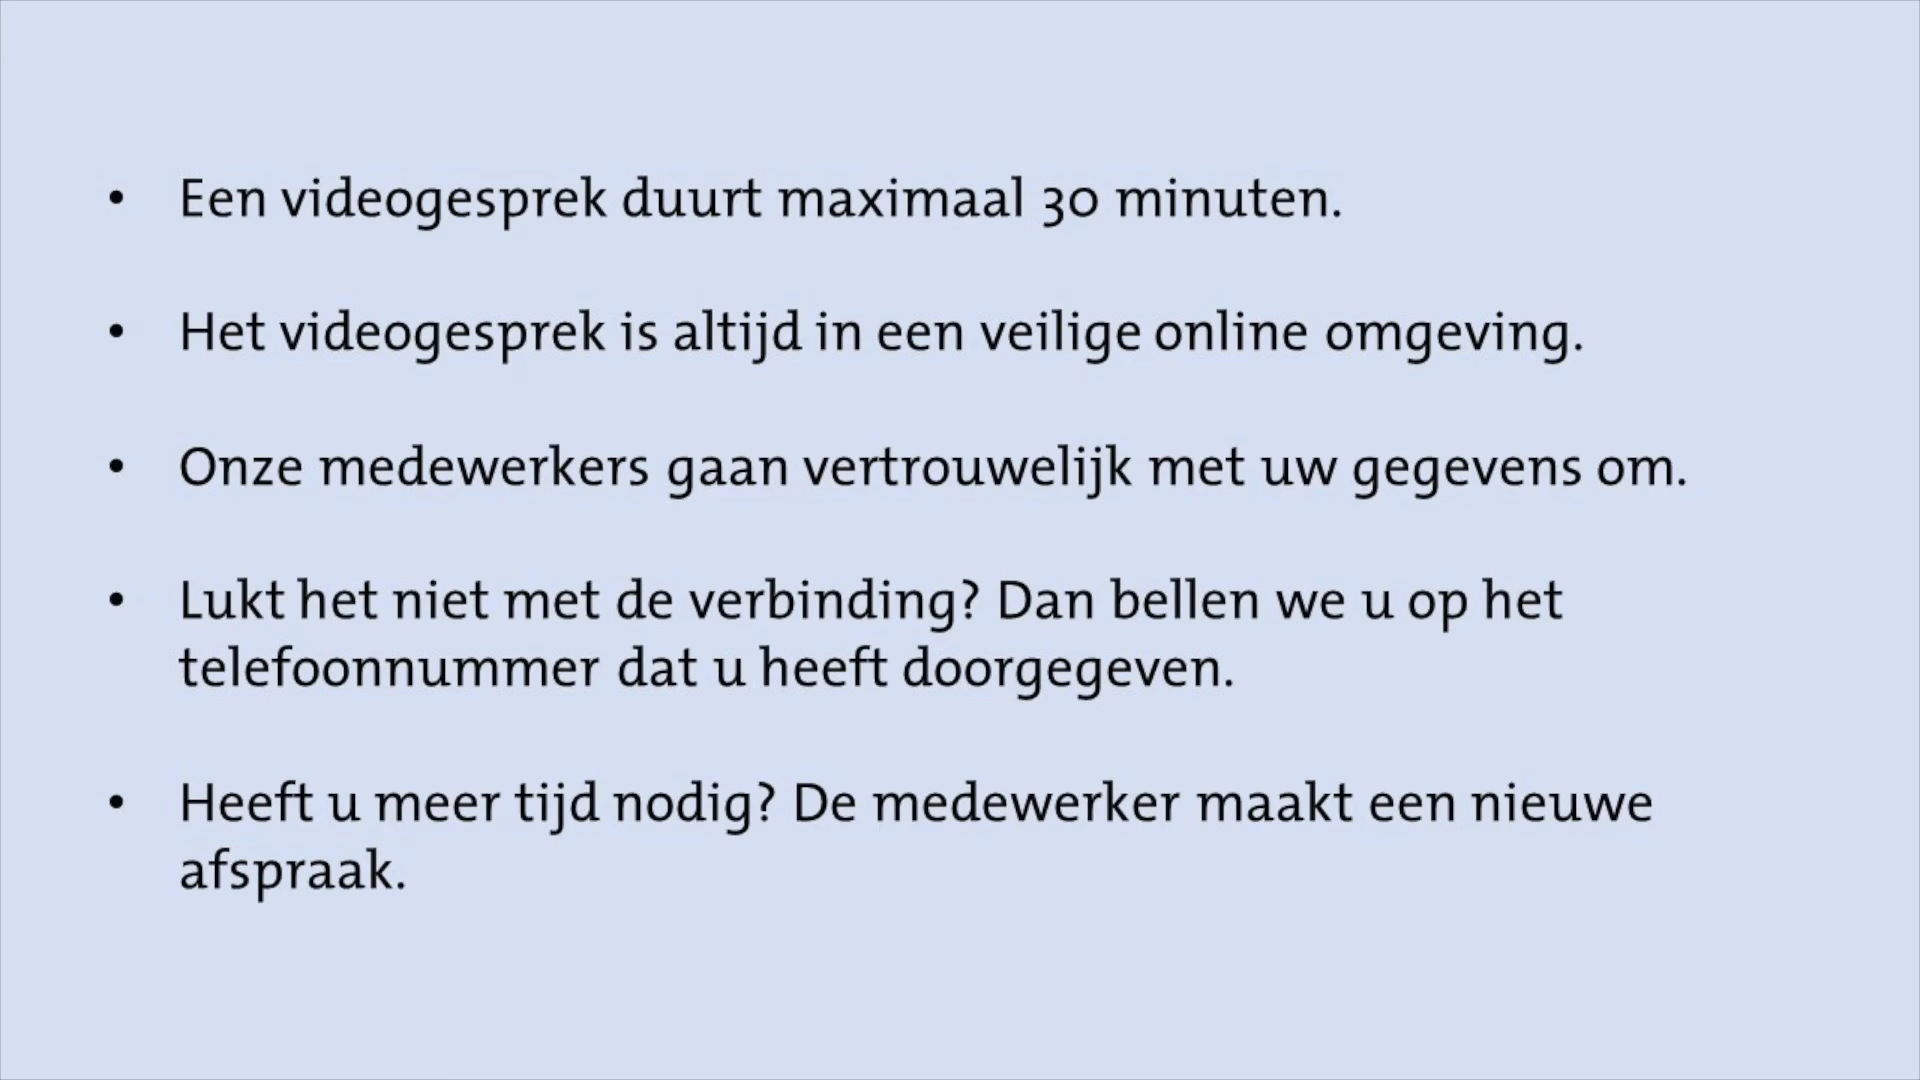 • Een videogesprek duurt maximaal 30 minuten.
• Het videogesprek is altijd in een veilige online omgeving.
• Onze medewerkers gaan vertrouwelijk met uw gegevens om.
• Lukt het niet met de verbinding? Dan bellen we u op het
telefoonnummer dat u heeft doorgegeven.
• Heeft u meer tijd nodig? De medewerker maakt een nieuwe
afspraak.